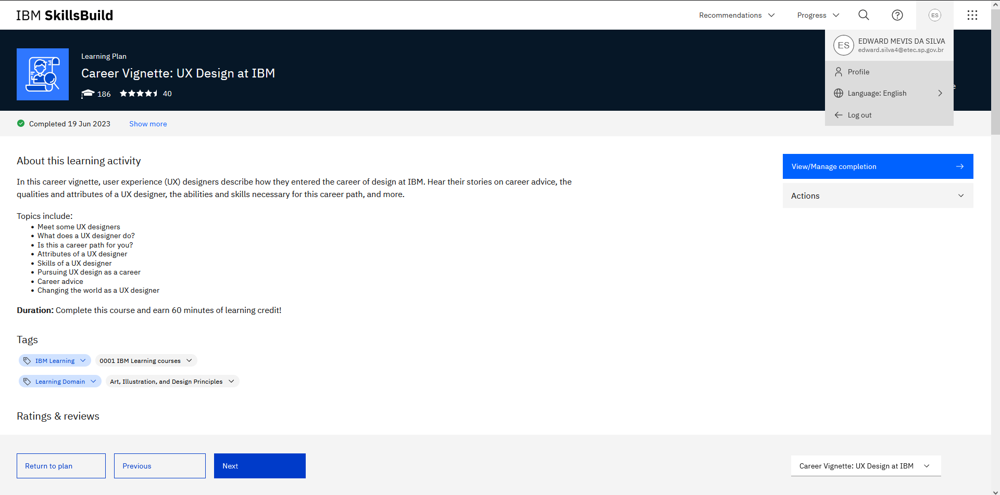 IBM SkillsBuild
Recommendations
Progress
ES
ES
EDWARD MEVIS DA SILVA
edward.silva4@etec.sp.gov.br
Profile
Language: English
Log out
Learning Plan
Career Vignette: UX Design at IBM
186
40
Completed 19 Jun 2023
Show more
About this learning activity
In this career vignette, user experience (UX) designers describe how they entered the career of design at IBM. Hear their stories on career advice, the
qualities and attributes of a UX designer, the abilities and skills necessary for this career path, and more.
Topics include:
• Meet some UX designers
• What does a UX designer do?
• Is this a career path for you?
• Attributes of a UX designer
• Skills of a UX designer
• Pursuing UX design as a career
• Career advice
• Changing the world as a UX designer
Duration: Complete this course and earn 60 minutes of learning credit!
View/Manage completion
Actions
Tags
IBM Learning
0001 IBM Learning courses
Learning Domain
Art, Illustration, and Design Principles
Ratings & reviews
Return to plan
Previous
Next
Career Vignette: UX Design at IBM